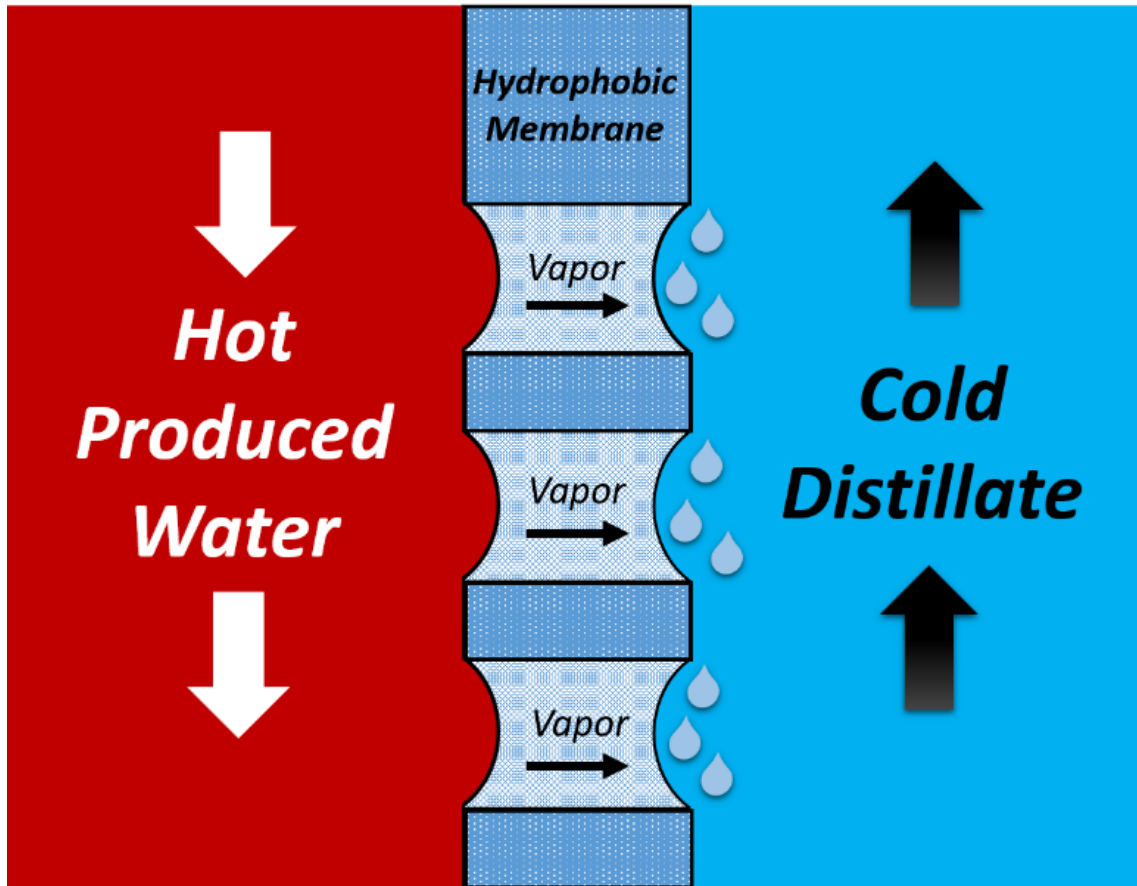 Hydrophobic
Membrane
Vapor
Hot
Produced
Water
Cold
Distillate
Vapor
Vapor